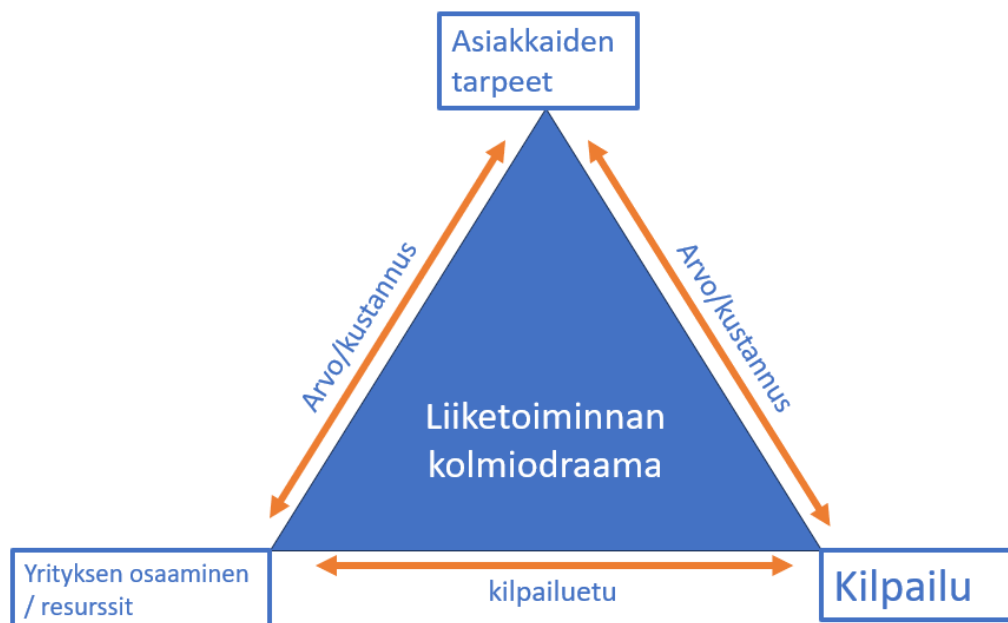 Asiakkaiden
tarpeet
Arvo/kustannus
Arvo/kustannus
Liiketoiminnan
kolmiodraama
Yrityksen osaaminen
/ resurssit
kilpailuetu
Kilpailu